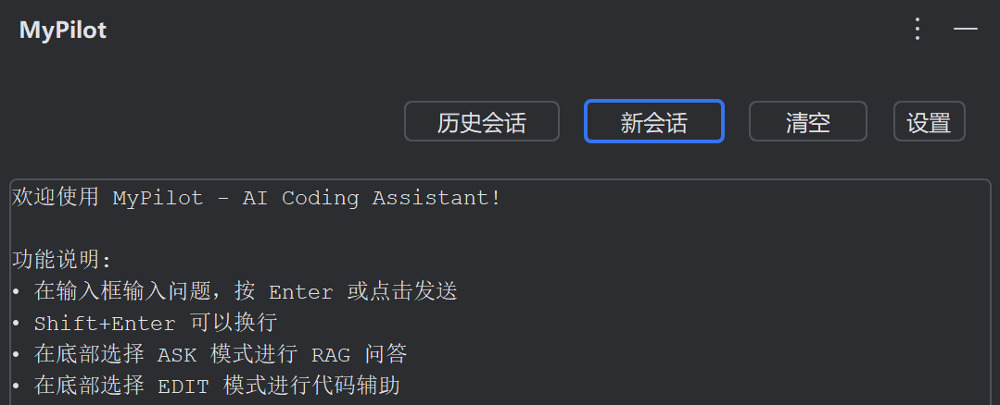 MyPilot
历史会话 新会话 清空 设置
欢迎使用 MyPilot - AI Coding Assistant!
功能说明:
• 在输入框输入问题，按 Enter 或点击发送
• Shift+Enter 可以换行
• 在底部选择 ASK 模式进行 RAG 问答
• 在底部选择 EDIT 模式进行代码辅助